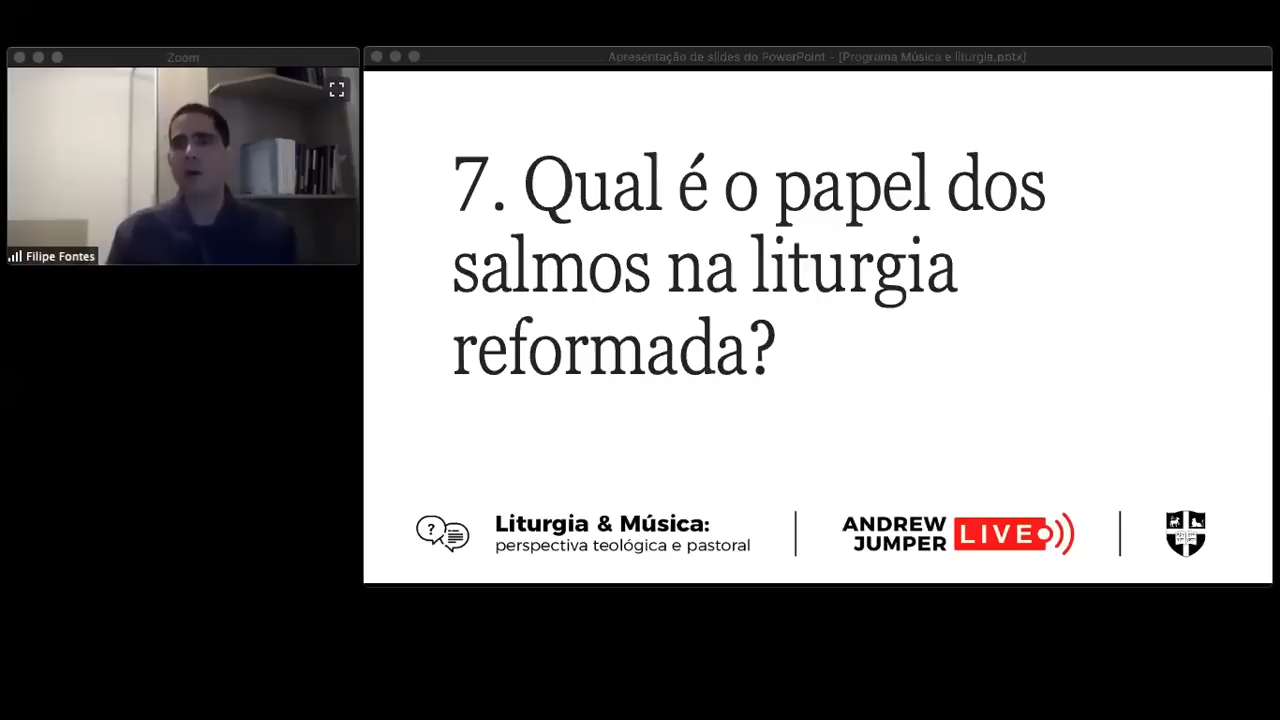 Zoom
Apresentação de slides do PowerPoint - [Programa Música e liturgia.pptx]
Filipe Fontes
7. Qual é o papel dos
salmos na liturgia
reformada?
?
Liturgia & Música:
perspectiva teológica e pastoral
ANDREW
JUMPER
LIVE